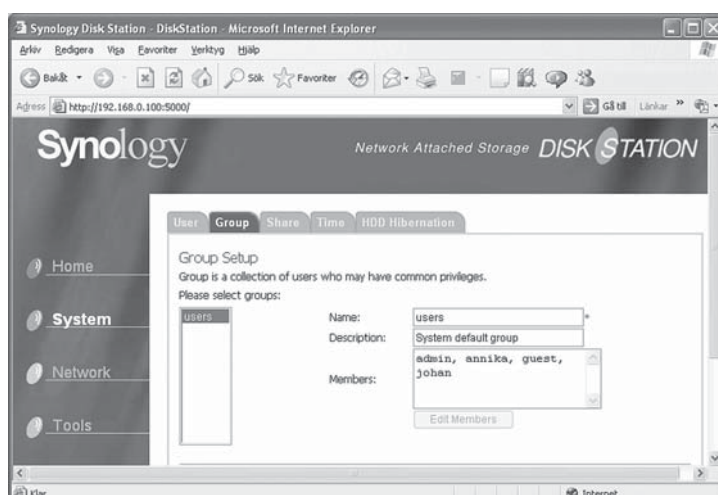 Synology Disk Station - DiskStation - Microsoft Internet Explorer
Arkiv Redigera Visa Favoriter Verktyg Hjälp
Bakåt Sök Favoriter
Adress http://192.168.0.100:5000/ Gå till Länkar »
Synology Network Attached Storage DISK STATION
User Group Share Time HDD Hibernation
Home
System
Network
Tools
Group Setup
Group is a collection of users who may have common privileges.
Please select groups:
users
Name: users *
Description: System default group
Members: admin, annika, guest,
johan
Edit Members
Klar Internet